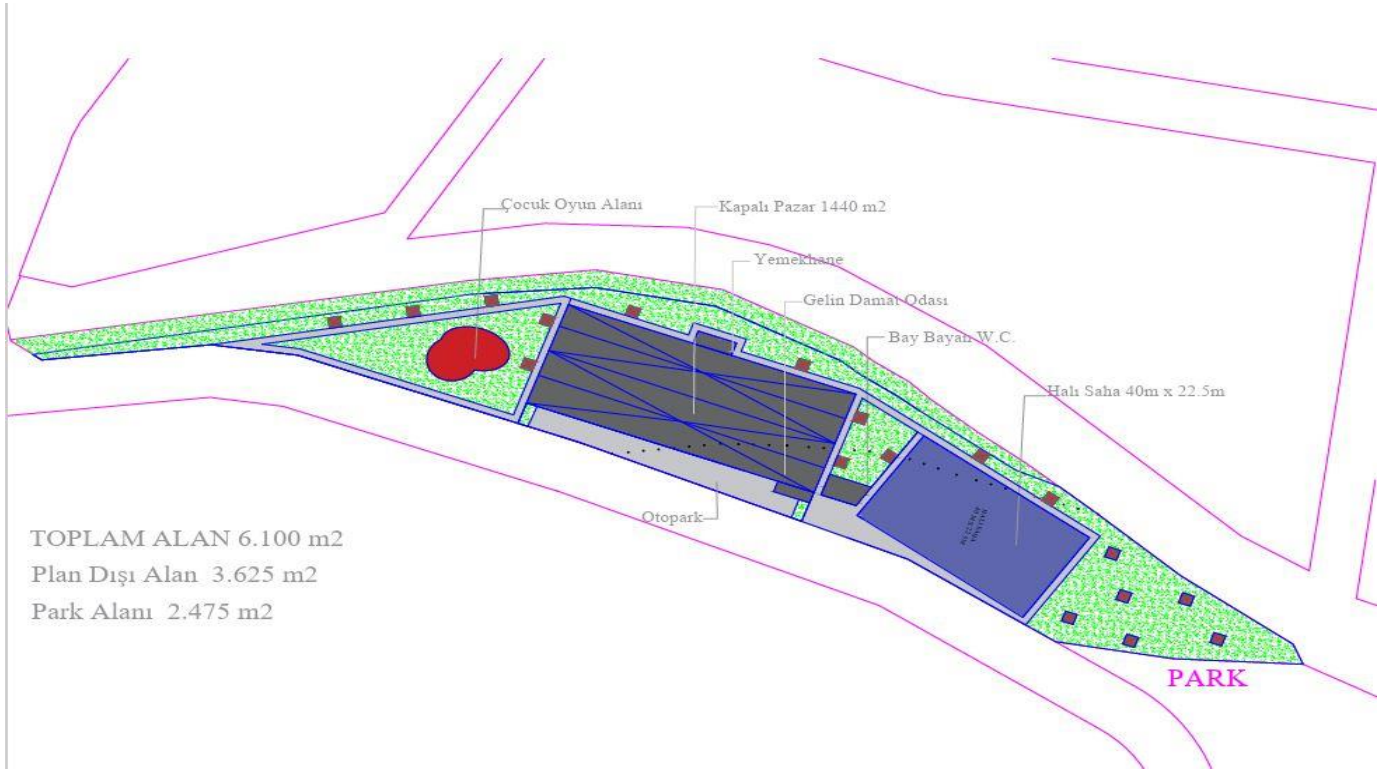 Çocuk Oyun Alanı
Kapalı Pazar 1440 m2
Yemekhane
Gelin Damat Odası
Bay Bayan W.C.
Halı Saha 40m x 22.5m
Otopark
TOPLAM ALAN 6.100 m2
Plan Dışı Alan 3.625 m2
Park Alanı 2.475 m2
PARK